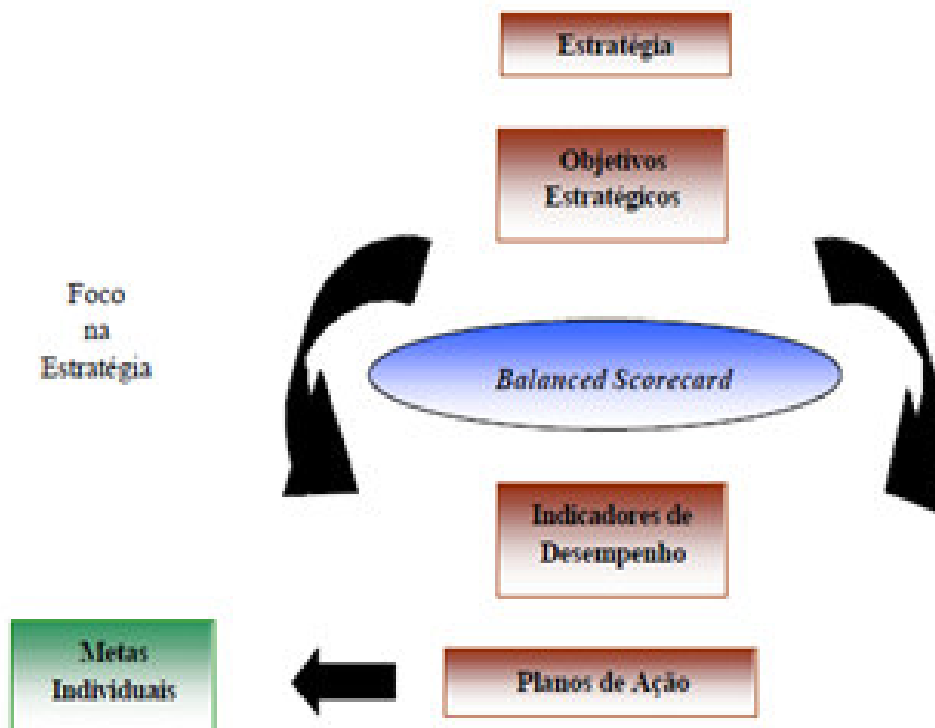 Estratégia
Objetivos
Estratégicos
Foco
na
Estratégia
Balanced Scorecard
Indicadores de
Desempenho
Metas
Individuais
Planos de Ação